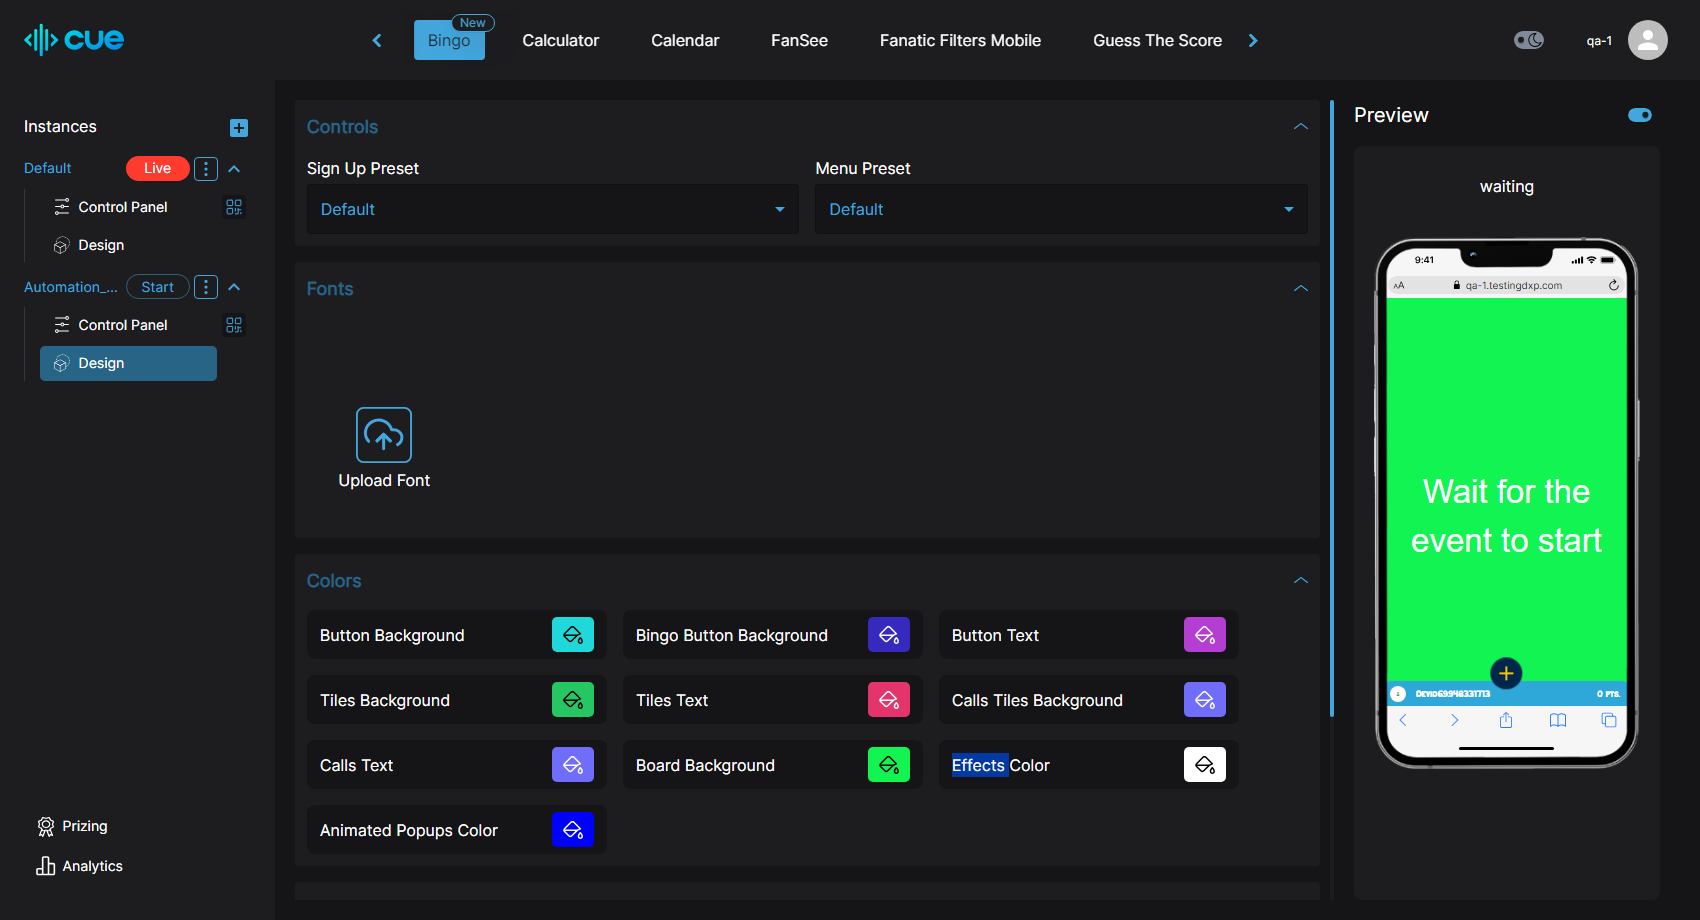 cue
New
Bingo
Calculator
Calendar
FanSee
Fanatic Filters Mobile
Guess The Score
qa-1
Instances
Default
Live
Control Panel
Design
Automation_...
Start
Control Panel
Design
Prizing
Analytics
Controls
Sign Up Preset
Menu Preset
Default
Default
Fonts
Upload Font
Colors
Button Background
Bingo Button Background
Button Text
Tiles Background
Tiles Text
Calls Tiles Background
Calls Text
Board Background
Effects Color
Animated Popups Color
Preview
waiting
9:41
AA
qa-1.testingdxp.com
Wait for the
event to start
0 PTS.